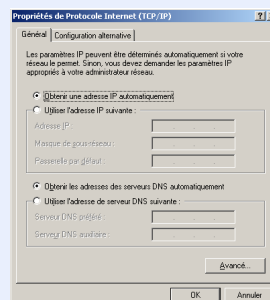 Propriétés de Protocole Internet (TCP/IP)
Général
Configuration alternative
Les paramètres IP peuvent être déterminés automatiquement si votre
réseau le permet. Sinon, vous devez demander les paramètres IP
appropriés à votre administrateur réseau.
Obtenir une adresse IP automatiquement
Utiliser l'adresse IP suivante :
Adresse IP :
Masque de sous-réseau :
Passerelle par défaut :
Obtenir les adresses des serveurs DNS automatiquement
Utiliser l'adresse de serveur DNS suivante :
Serveur DNS préféré :
Serveur DNS auxiliaire :
Avancé...
OK
Annuler